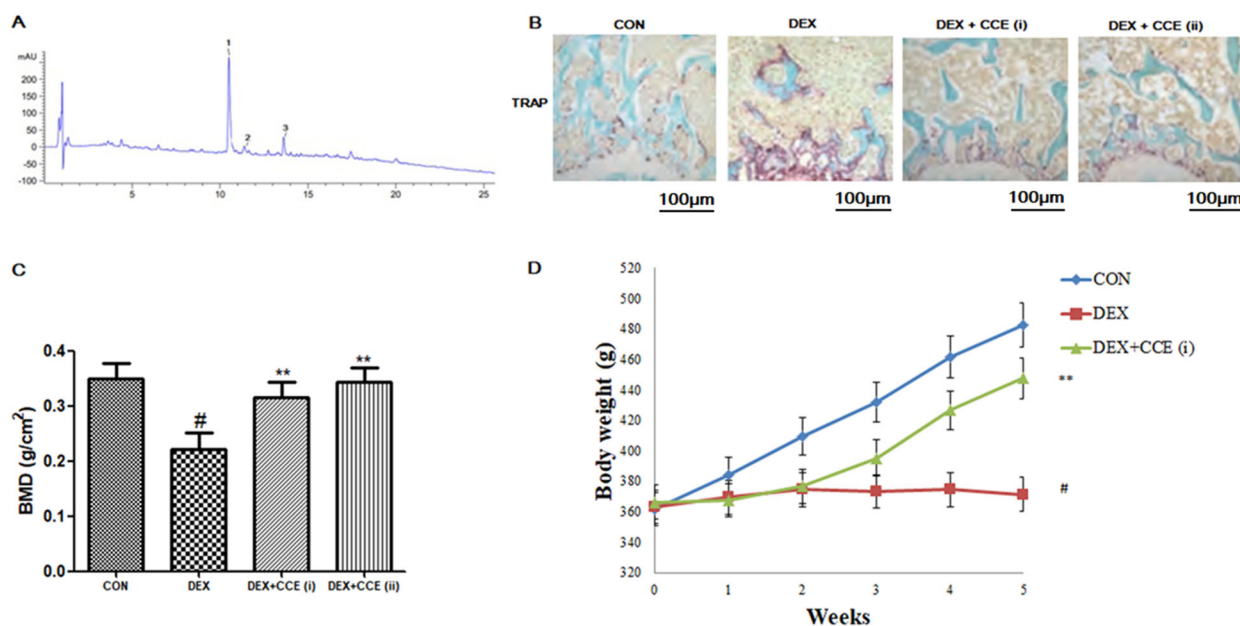 A
mAU
200
150
100
50
0
-50
-100
5
10
15
20
25
1
2
3
B
CON
DEX
DEX + CCE (i)
DEX + CCE (ii)
TRAP
100µm
100µm
100µm
100µm
C
BMD (g/cm²)
0.4
0.3
0.2
0.1
0.0
#
**
**
CON
DEX
DEX+CCE (i)
DEX+CCE (ii)
D
Body weight (g)
520
500
480
460
440
420
400
380
360
340
320
0
1
2
3
4
5
Weeks
CON
DEX
DEX+CCE (i)
**
#